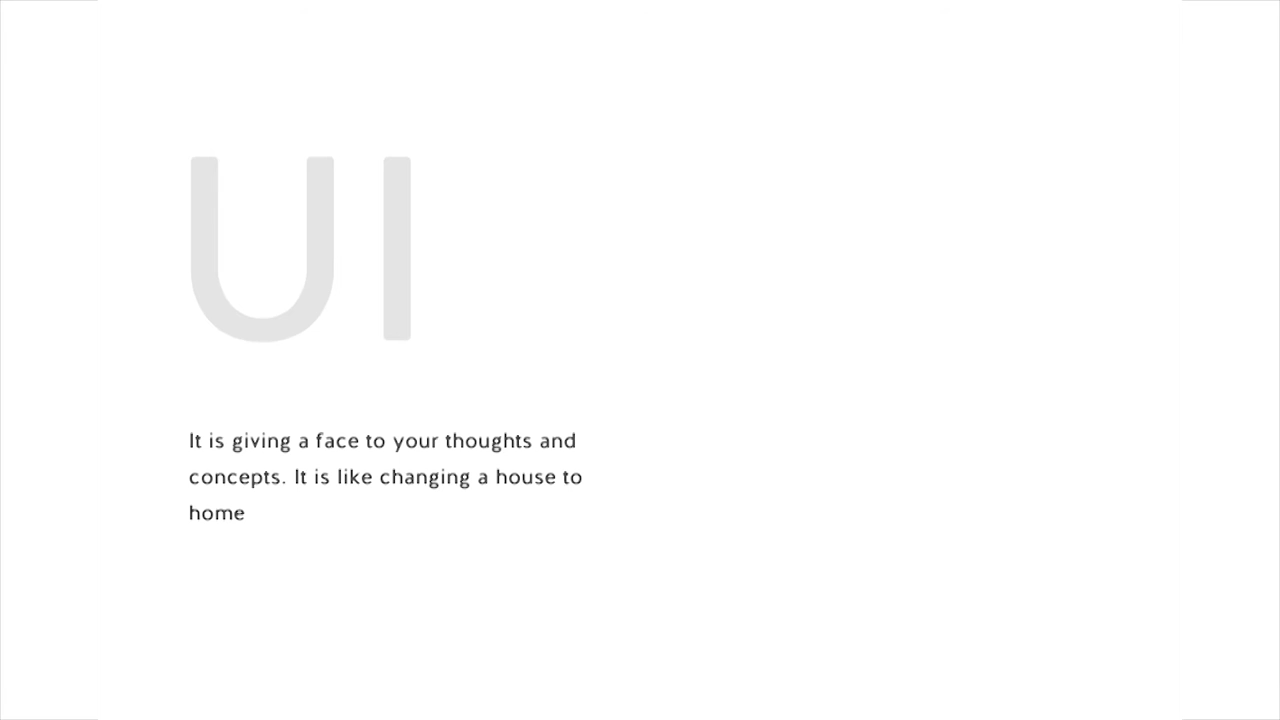 UI
It is giving a face to your thoughts and
concepts. It is like changing a house to
home